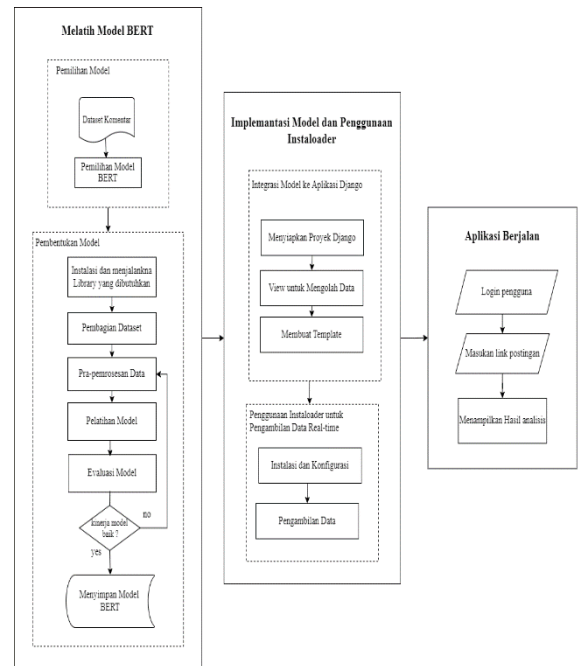 Melatih Model BERT
Pemilihan Model
Dataset Komentar
Pemilihan Model
BERT
Pembentukan Model
Instalasi dan menjalankna
Library yang dibutuhkan
Pembagian Dataset
Pra-pemrosesan Data
Pelatihan Model
Evaluasi Model
kinerja model
baik ?
no
yes
Menyimpan Model
BERT
Implemantasi Model dan Penggunaan
Instaloader
Integrasi Model ke Aplikasi Django
Menyiapkan Proyek Django
View untuk Mengolah Data
Membuat Template
Penggunaan Instaloader untuk
Pengambilan Data Real-time
Instalasi dan Konfigurasi
Pengambilan Data
Aplikasi Berjalan
Login pengguna
Masukan link postingan
Menampilkan Hasil analisis